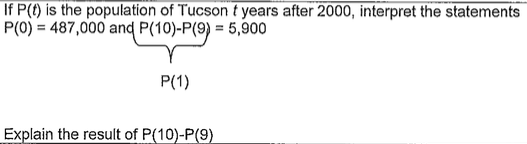 If P(t) is the population of Tucson t years after 2000, interpret the statements
P(0) = 487,000 and P(10)-P(9) = 5,900
P(1)
Explain the result of P(10)-P(9)